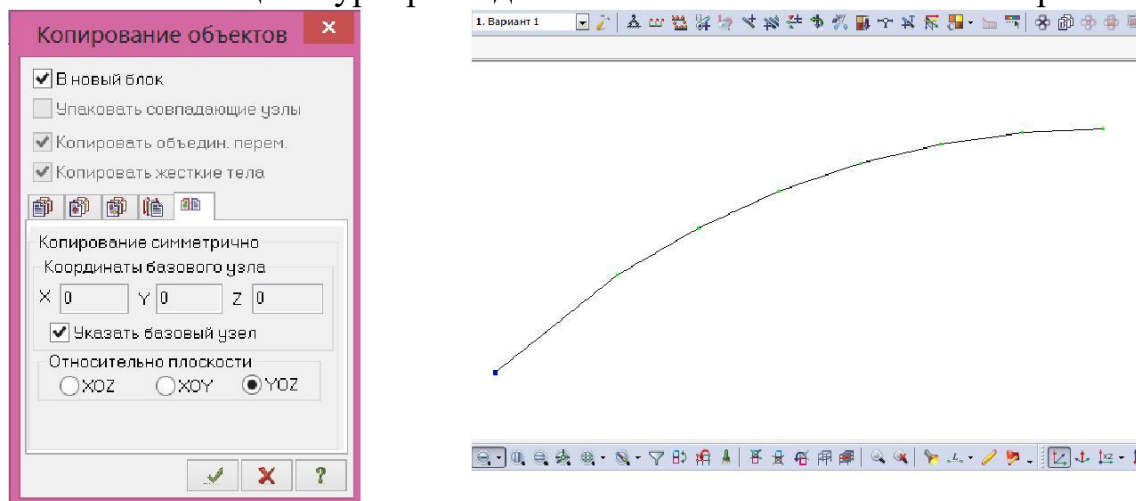 Копирование объектов
В новый блок
Упаковать совпадающие узлы
Копировать объедин. перем.
Копировать жесткие тела
Копирование симметрично
Координаты базового узла
X 0 Y 0 Z 0
Указать базовый узел
Относительно плоскости
XOZ XOY YOZ
?
1. Вариант 1